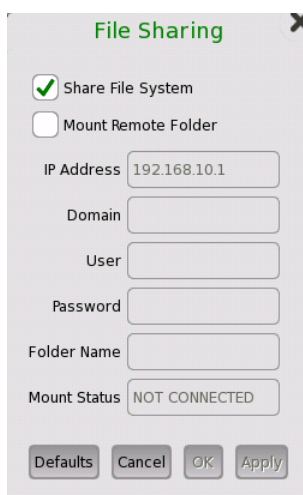 File Sharing
Share File System
Mount Remote Folder
IP Address 192.168.10.1
Domain
User
Password
Folder Name
Mount Status NOT CONNECTED
Defaults Cancel OK Apply